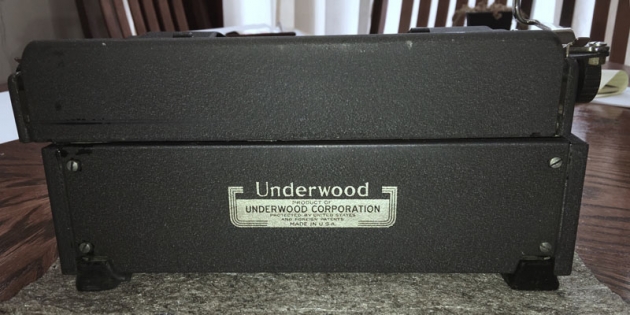 Underwood
PRODUCT OF
UNDERWOOD CORPORATION
PROTECTED BY UNITED STATES
AND FOREIGN PATENTS
MADE IN U.S.A.